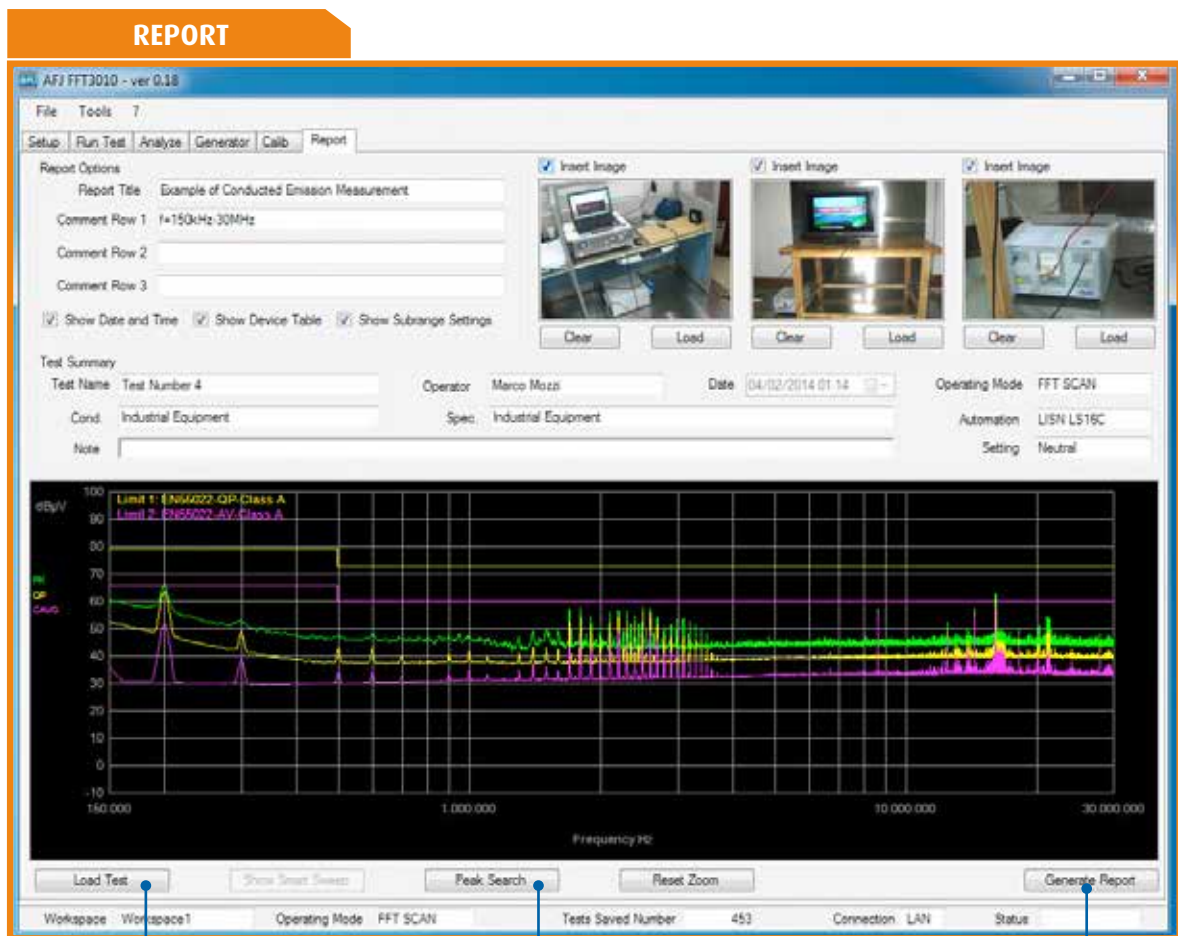 REPORT
AFJ FFT3010 - ver 0.18
File Tools ?
Setup Run Test Analyze Generator Calib Report
Report Options
Report Title Example of Conducted Emission Measurement
Comment Row 1 f=150kHz-30MHz
Comment Row 2
Comment Row 3
Show Date and Time Show Device Table Show Subrange Settings
Insert Image Insert Image Insert Image
Clear Load Clear Load Clear Load
Test Summary
Test Name Test Number 4 Operator Marco Mozzi Date 04/02/2014 01:14 Operating Mode FFT SCAN
Cond. Industrial Equipment Spec. Industrial Equipment Automation LISN LS16C
Note Setting Neutral
dBµV
Limit 1: EN55022-QP-Class A
Limit 2: EN55022-AV-Class A
100
90
80
70
60
50
40
30
20
10
0
-10
PK
QP
CAVG
150.000 1.000.000 10.000.000 30.000.000
Frequency Hz
Load Test Show Smart Sweep Peak Search Reset Zoom Generate Report
Workspace Workspace1 Operating Mode FFT SCAN Tests Saved Number 453 Connection LAN Status